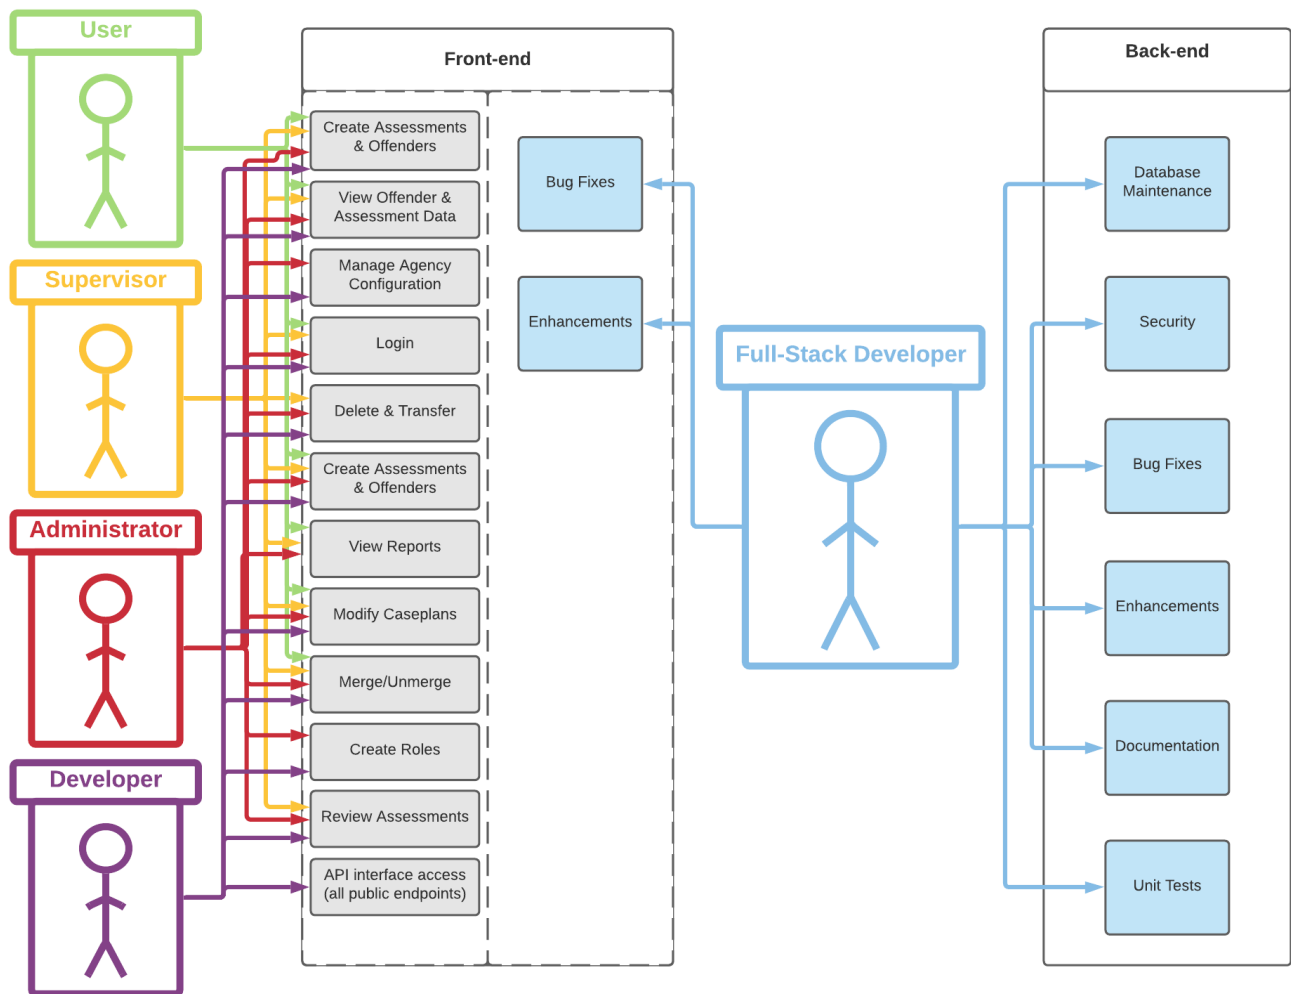 User
Supervisor
Administrator
Developer
Front-end
Create Assessments
& Offenders
View Offender &
Assessment Data
Manage Agency
Configuration
Login
Delete & Transfer
Create Assessments
& Offenders
View Reports
Modify Caseplans
Merge/Unmerge
Create Roles
Review Assessments
API interface access
(all public endpoints)
Bug Fixes
Enhancements
Full-Stack Developer
Back-end
Database
Maintenance
Security
Bug Fixes
Enhancements
Documentation
Unit Tests